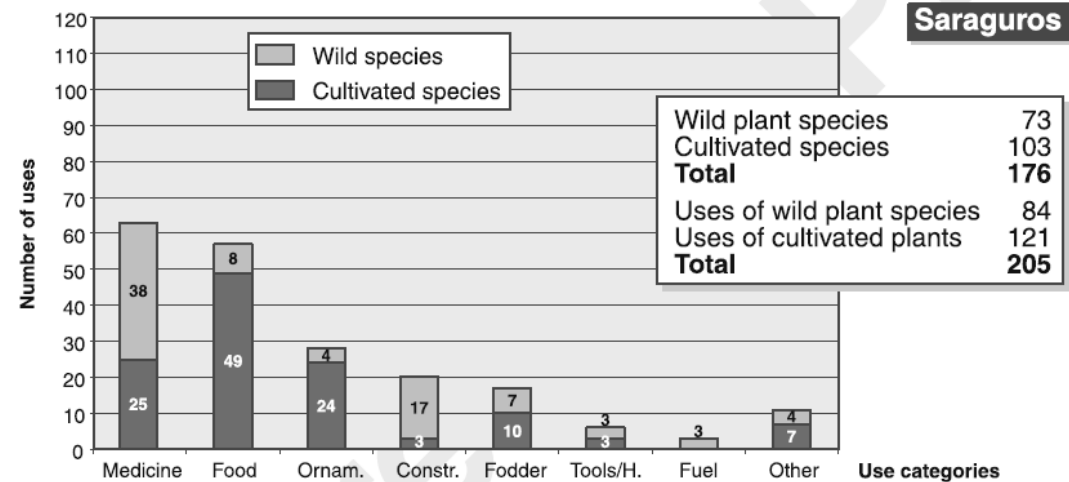 Saraguros
120
110
100
90
80
70
60
50
40
30
20
10
0
Number of uses
Wild species
Cultivated species
Wild plant species 73
Cultivated species 103
Total 176
Uses of wild plant species 84
Uses of cultivated plants 121
Total 205
38
25
8
49
4
24
17
3
7
10
3
3
3
4
7
Medicine Food Ornam. Constr. Fodder Tools/H. Fuel Other Use categories